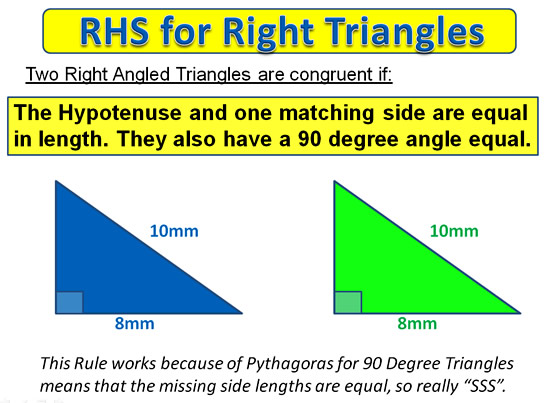 RHS for Right Triangles
Two Right Angled Triangles are congruent if:
The Hypotenuse and one matching side are equal
in length. They also have a 90 degree angle equal.
10mm
8mm
10mm
8mm
This Rule works because of Pythagoras for 90 Degree Triangles
means that the missing side lengths are equal, so really “SSS”.